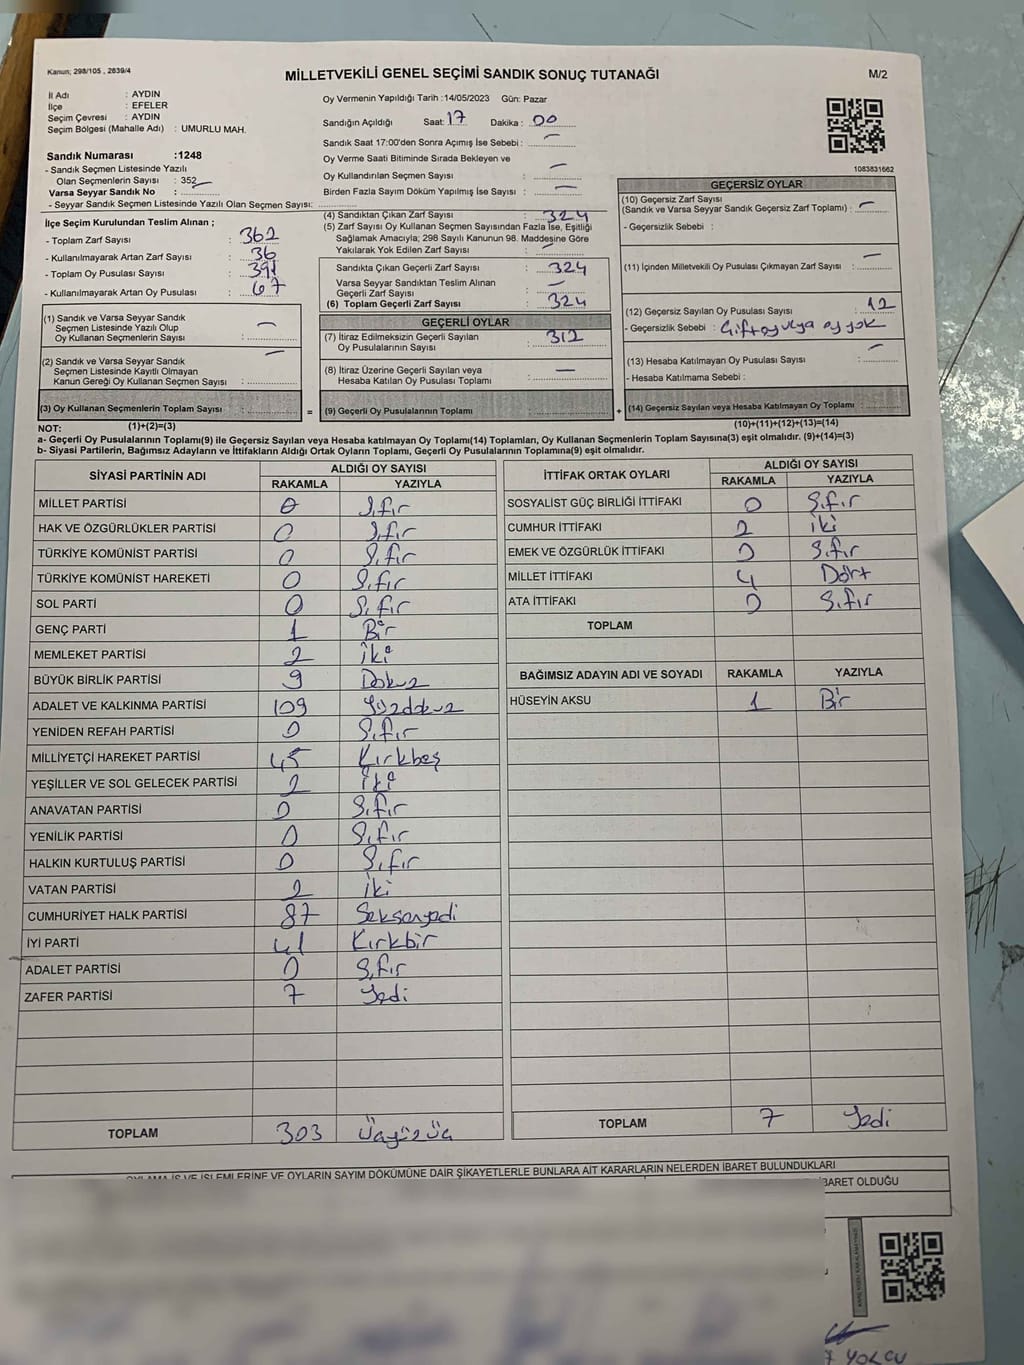 Kanun; 298/105 , 2839/4
MİLLETVEKİLİ GENEL SEÇİMİ SANDIK SONUÇ TUTANAĞI
M/2
İl Adı : AYDIN
İlçe : EFELER
Seçim Çevresi : AYDIN
Seçim Bölgesi (Mahalle Adı) : UMURLU MAH.
Sandık Numarası :1248
- Sandık Seçmen Listesinde Yazılı
Olan Seçmenlerin Sayısı : 352
Varsa Seyyar Sandık No :
- Seyyar Sandık Seçmen Listesinde Yazılı Olan Seçmen Sayısı:
Oy Vermenin Yapıldığı Tarih :14/05/2023 Gün: Pazar
Sandığın Açıldığı Saat: 17 Dakika : 00
Sandık Saat 17:00'den Sonra Açımış İse Sebebi : —
Oy Verme Saati Bitiminde Sırada Bekleyen ve
Oy Kullandırılan Seçmen Sayısı : —
Birden Fazla Sayım Döküm Yapılmış İse Sayısı : —
1083831662
İlçe Seçim Kurulundan Teslim Alınan ;
- Toplam Zarf Sayısı : 362
- Kullanılmayarak Artan Zarf Sayısı : 36
- Toplam Oy Pusulası Sayısı : 391
- Kullanılmayarak Artan Oy Pusulası : 67
(1) Sandık ve Varsa Seyyar Sandık
Seçmen Listesinde Yazılı Olup
Oy Kullanan Seçmenlerin Sayısı : —
(2) Sandık ve Varsa Seyyar Sandık
Seçmen Listesinde Kayıtlı Olmayan
Kanun Gereği Oy Kullanan Seçmen Sayısı : —
(3) Oy Kullanan Seçmenlerin Toplam Sayısı :
(4) Sandıktan Çıkan Zarf Sayısı : 324
(5) Zarf Sayısı Oy Kullanan Seçmen Sayısından Fazla İse, Eşitliği
Sağlamak Amacıyla; 298 Sayılı Kanunun 98. Maddesine Göre
Yakılarak Yok Edilen Zarf Sayısı : —
Sandıkta Çıkan Geçerli Zarf Sayısı : 324
Varsa Seyyar Sandıktan Teslim Alınan
Geçerli Zarf Sayısı : —
(6) Toplam Geçerli Zarf Sayısı : 324
GEÇERLİ OYLAR
(7) İtiraz Edilmeksizin Geçerli Sayılan
Oy Pusulalarının Sayısı : 312
(8) İtiraz Üzerine Geçerli Sayılan veya
Hesaba Katılan Oy Pusulası Toplamı : —
= (9) Geçerli Oy Pusulalarının Toplamı :
GEÇERSİZ OYLAR
(10) Geçersiz Zarf Sayısı
(Sandık ve Varsa Seyyar Sandık Geçersiz Zarf Toplamı) : —
- Geçersizlik Sebebi :
(11) İçinden Milletvekili Oy Pusulası Çıkmayan Zarf Sayısı : —
(12) Geçersiz Sayılan Oy Pusulası Sayısı : 12
- Geçersizlik Sebebi :
(13) Hesaba Katılmayan Oy Pusulası Sayısı : —
- Hesaba Katılmama Sebebi :
+ (14) Geçersiz Sayılan veya Hesaba Katılmayan Oy Toplamı :
NOT: (1)+(2)=(3) (10)+(11)+(12)+(13)=(14)
a- Geçerli Oy Pusulalarının Toplamı(9) ile Geçersiz Sayılan veya Hesaba katılmayan Oy Toplamı(14) Toplamları, Oy Kullanan Seçmenlerin Toplam Sayısına(3) eşit olmalıdır. (9)+(14)=(3)
b- Siyasi Partilerin, Bağımsız Adayların ve İttifakların Aldığı Ortak Oyların Toplamı, Geçerli Oy Pusulalarının Toplamına(9) eşit olmalıdır.
SİYASİ PARTİNİN ADI ALDIĞI OY SAYISI
RAKAMLA YAZIYLA
MİLLET PARTİSİ 0 Sıfır
HAK VE ÖZGÜRLÜKLER PARTİSİ 0 Sıfır
TÜRKİYE KOMÜNİST PARTİSİ 0 Sıfır
TÜRKİYE KOMÜNİST HAREKETİ 0 Sıfır
SOL PARTİ 0 Sıfır
GENÇ PARTİ 1 Bir
MEMLEKET PARTİSİ 2 İki
BÜYÜK BİRLİK PARTİSİ 9 Dokuz
ADALET VE KALKINMA PARTİSİ 109 Yüzdokuz
YENİDEN REFAH PARTİSİ 0 Sıfır
MİLLİYETÇİ HAREKET PARTİSİ 45 Kırkbeş
YEŞİLLER VE SOL GELECEK PARTİSİ 2 İki
ANAVATAN PARTİSİ 0 Sıfır
YENİLİK PARTİSİ 0 Sıfır
HALKIN KURTULUŞ PARTİSİ 0 Sıfır
VATAN PARTİSİ 2 İki
CUMHURİYET HALK PARTİSİ 87 Seksenyedi
İYİ PARTİ 41 Kırkbir
ADALET PARTİSİ 0 Sıfır
ZAFER PARTİSİ 7 Yedi
TOPLAM 303 Üçyüzüç
İTTİFAK ORTAK OYLARI ALDIĞI OY SAYISI
RAKAMLA YAZIYLA
SOSYALİST GÜÇ BİRLİĞİ İTTİFAKI 0 Sıfır
CUMHUR İTTİFAKI 2 İki
EMEK VE ÖZGÜRLÜK İTTİFAKI 0 Sıfır
MİLLET İTTİFAKI 4 Dört
ATA İTTİFAKI 0 Sıfır
TOPLAM
BAĞIMSIZ ADAYIN ADI VE SOYADI RAKAMLA YAZIYLA
HÜSEYİN AKSU 1 Bir
TOPLAM 7 Yedi
OYLAMA İŞ VE İŞLEMLERİNE VE OYLARIN SAYIM DÖKÜMÜNE DAİR ŞİKAYETLERLE BUNLARA AİT KARARLARIN NELERDEN İBARET BULUNDUKLARI
İBARET OLDUĞU
YOLCU